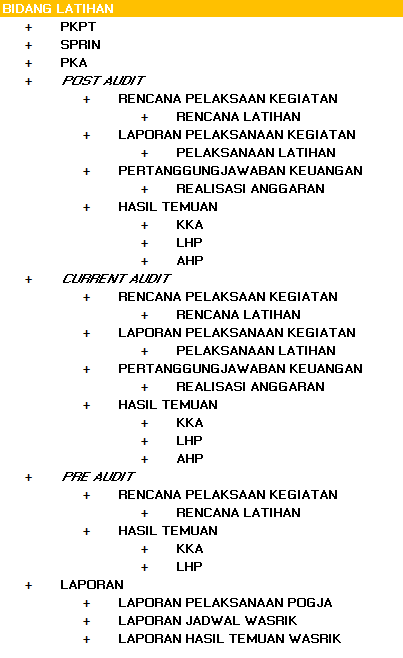 BIDANG LATIHAN
+ PKPT
+ SPRIN
+ PKA
+ POST AUDIT
+ RENCANA PELAKSAAN KEGIATAN
+ RENCANA LATIHAN
+ LAPORAN PELAKSANAAN KEGIATAN
+ PELAKSANAAN LATIHAN
+ PERTANGGUNGJAWABAN KEUANGAN
+ REALISASI ANGGARAN
+ HASIL TEMUAN
+ KKA
+ LHP
+ AHP
+ CURRENT AUDIT
+ RENCANA PELAKSAAN KEGIATAN
+ RENCANA LATIHAN
+ LAPORAN PELAKSANAAN KEGIATAN
+ PELAKSANAAN LATIHAN
+ PERTANGGUNGJAWABAN KEUANGAN
+ REALISASI ANGGARAN
+ HASIL TEMUAN
+ KKA
+ LHP
+ AHP
+ PRE AUDIT
+ RENCANA PELAKSAAN KEGIATAN
+ RENCANA LATIHAN
+ HASIL TEMUAN
+ KKA
+ LHP
+ LAPORAN
+ LAPORAN PELAKSANAAN POGJA
+ LAPORAN JADWAL WASRIK
+ LAPORAN HASIL TEMUAN WASRIK